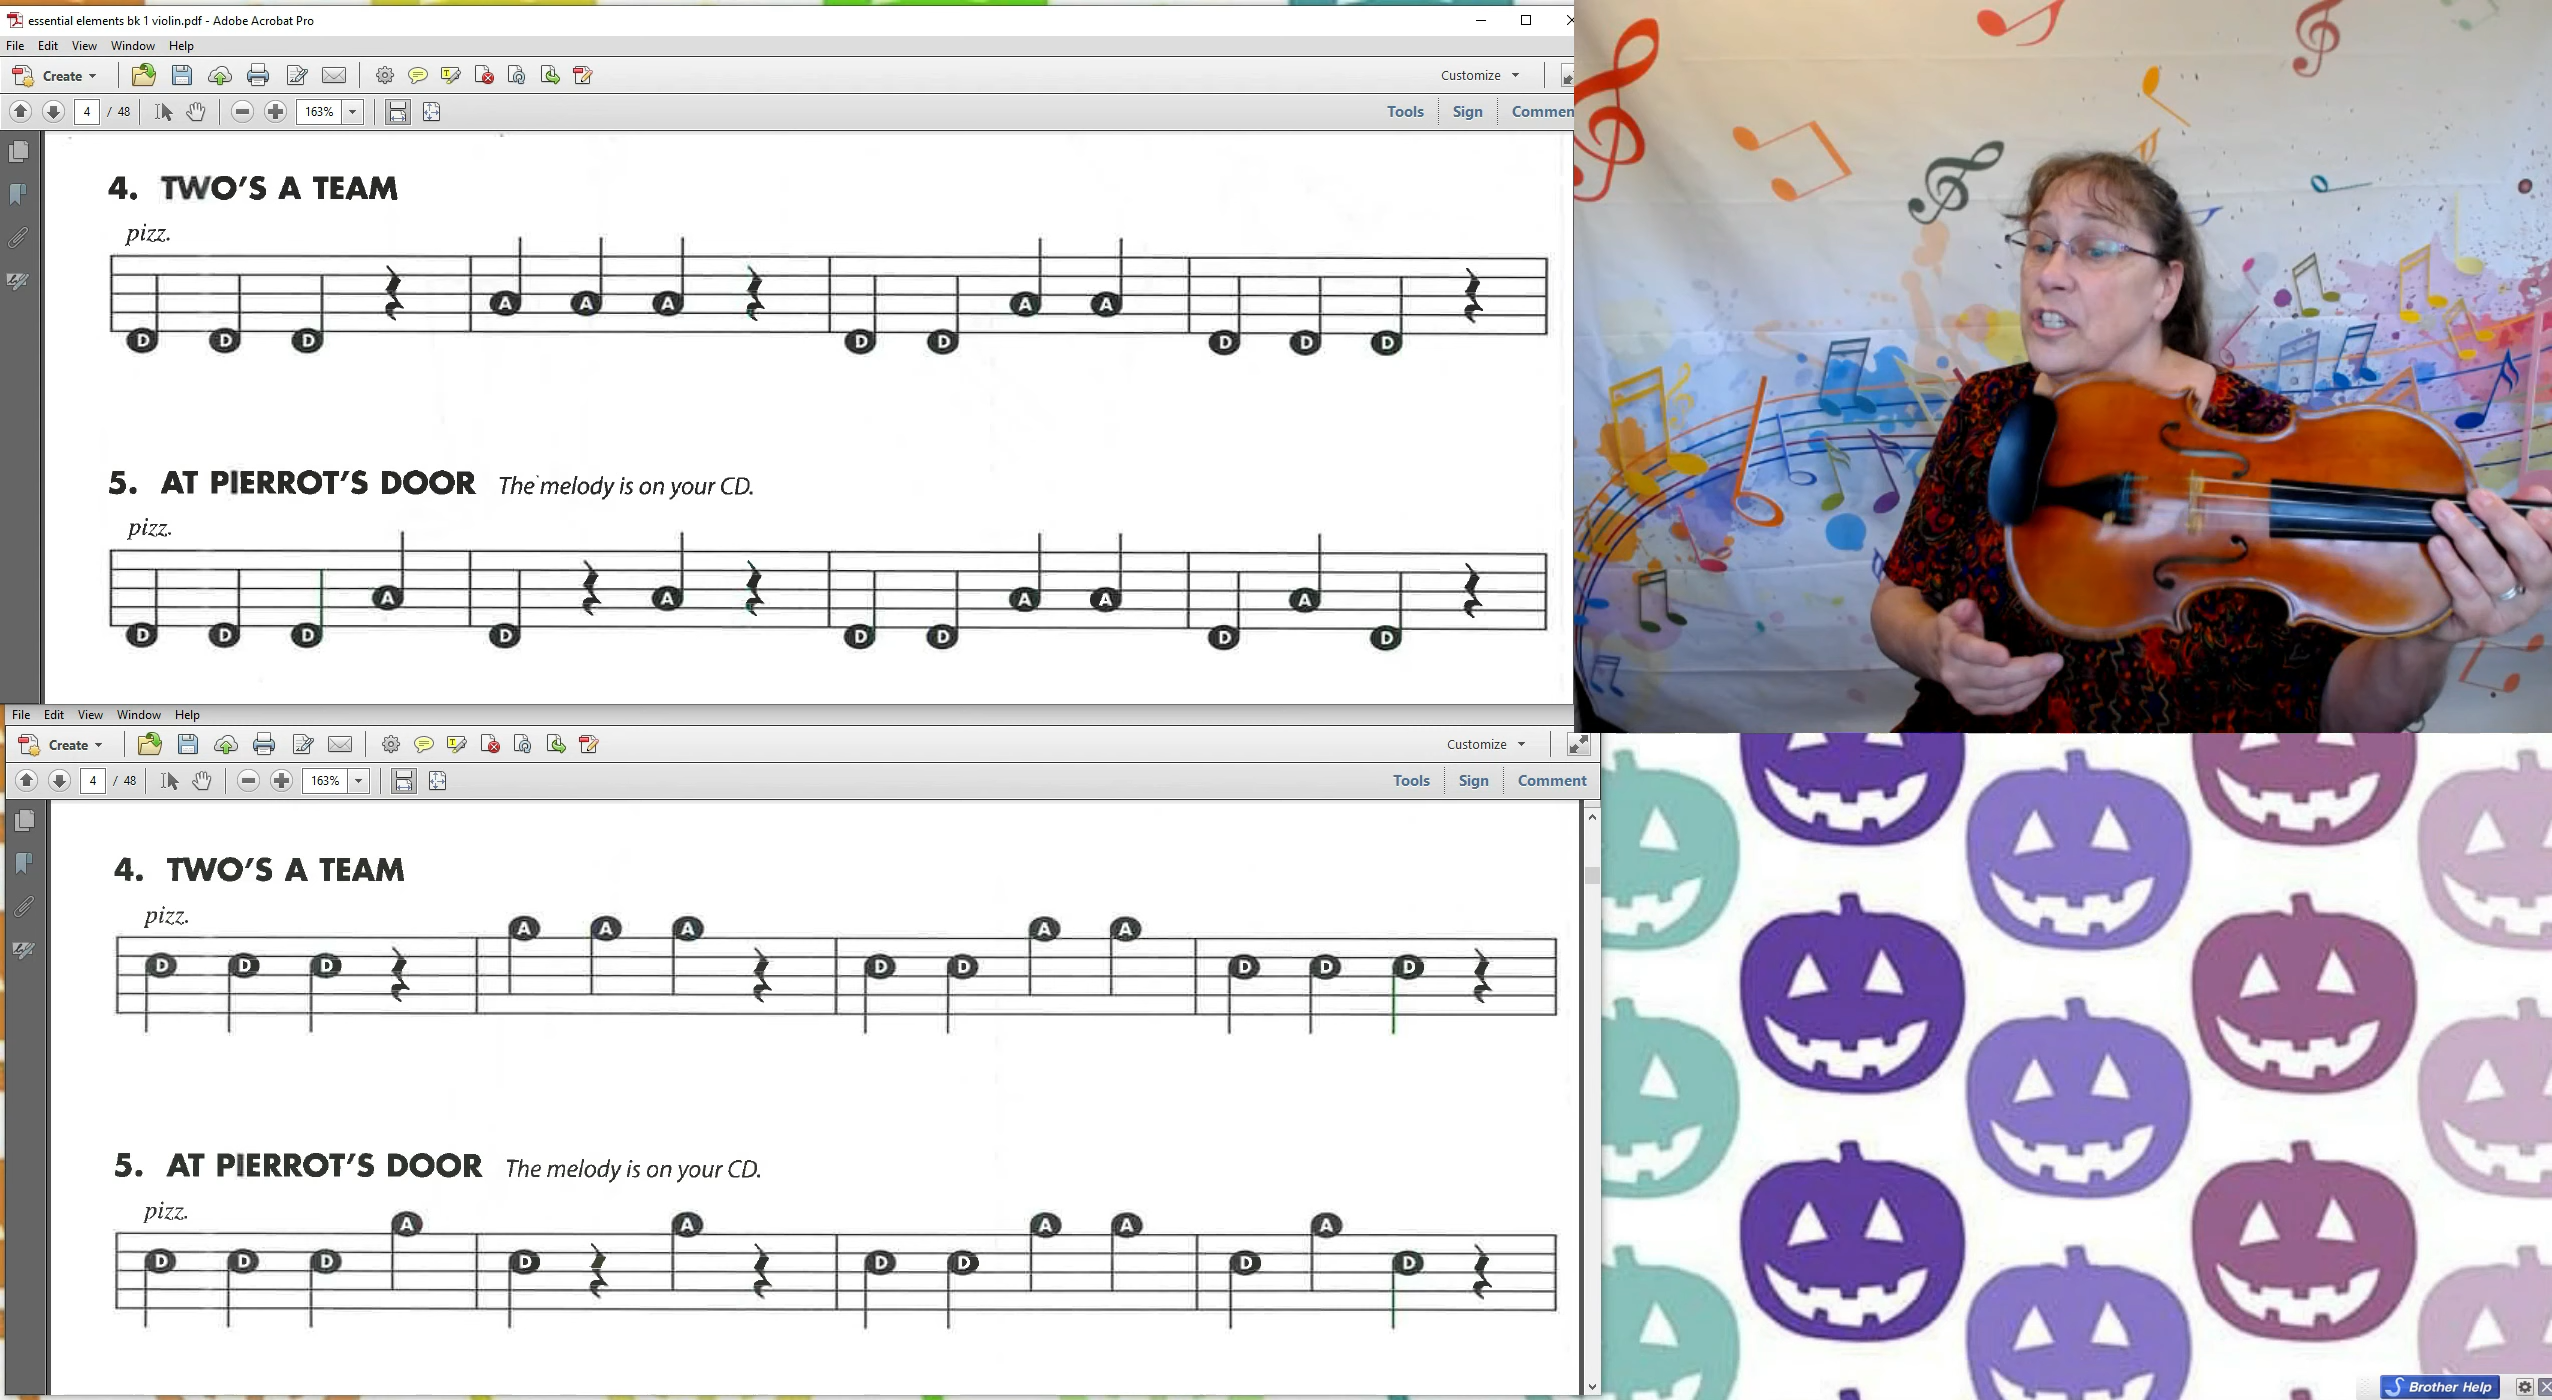 essential elements bk 1 violin.pdf - Adobe Acrobat Pro
File Edit View Window Help
Create Customize
4 / 48 163% Tools Sign Commen
4. TWO'S A TEAM
pizz.
D D D A A A D D A A D D D
5. AT PIERROT'S DOOR The melody is on your CD.
pizz.
D D D A D A D D A A D A D
File Edit View Window Help
Create Customize
4 / 48 163% Tools Sign Comment
4. TWO'S A TEAM
pizz.
D D D A A A D D A A D D D
5. AT PIERROT'S DOOR The melody is on your CD.
pizz.
D D D A D A D D A A D A D
Brother Help